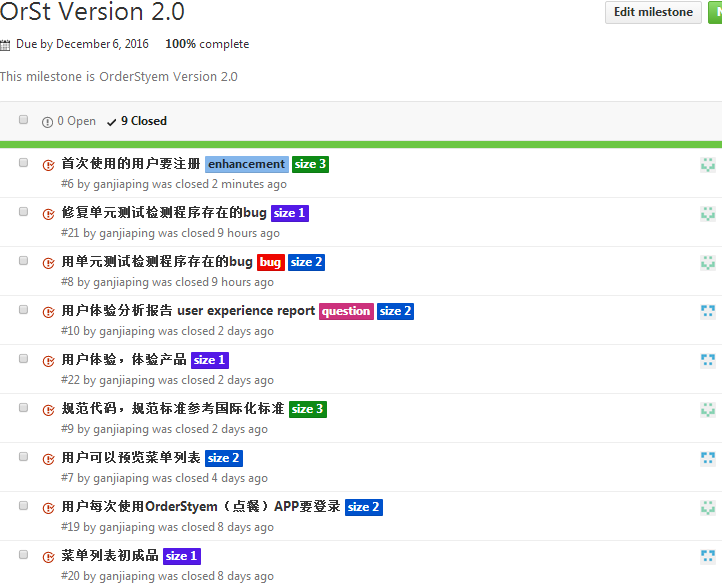 OrSt Version 2.0
Edit milestone
Due by December 6, 2016 100% complete
This milestone is OrderStyem Version 2.0
0 Open 9 Closed
首次使用的用户要注册 enhancement size 3
#6 by ganjiaping was closed 2 minutes ago
修复单元测试检测程序存在的bug size 1
#21 by ganjiaping was closed 9 hours ago
用单元测试检测程序存在的bug bug size 2
#8 by ganjiaping was closed 9 hours ago
用户体验分析报告 user experience report question size 2
#10 by ganjiaping was closed 2 days ago
用户体验，体验产品 size 1
#22 by ganjiaping was closed 2 days ago
规范代码，规范标准参考国际化标准 size 3
#9 by ganjiaping was closed 2 days ago
用户可以预览菜单列表 size 2
#7 by ganjiaping was closed 4 days ago
用户每次使用OrderStyem（点餐）APP要登录 size 2
#19 by ganjiaping was closed 8 days ago
菜单列表初成品 size 1
#20 by ganjiaping was closed 8 days ago